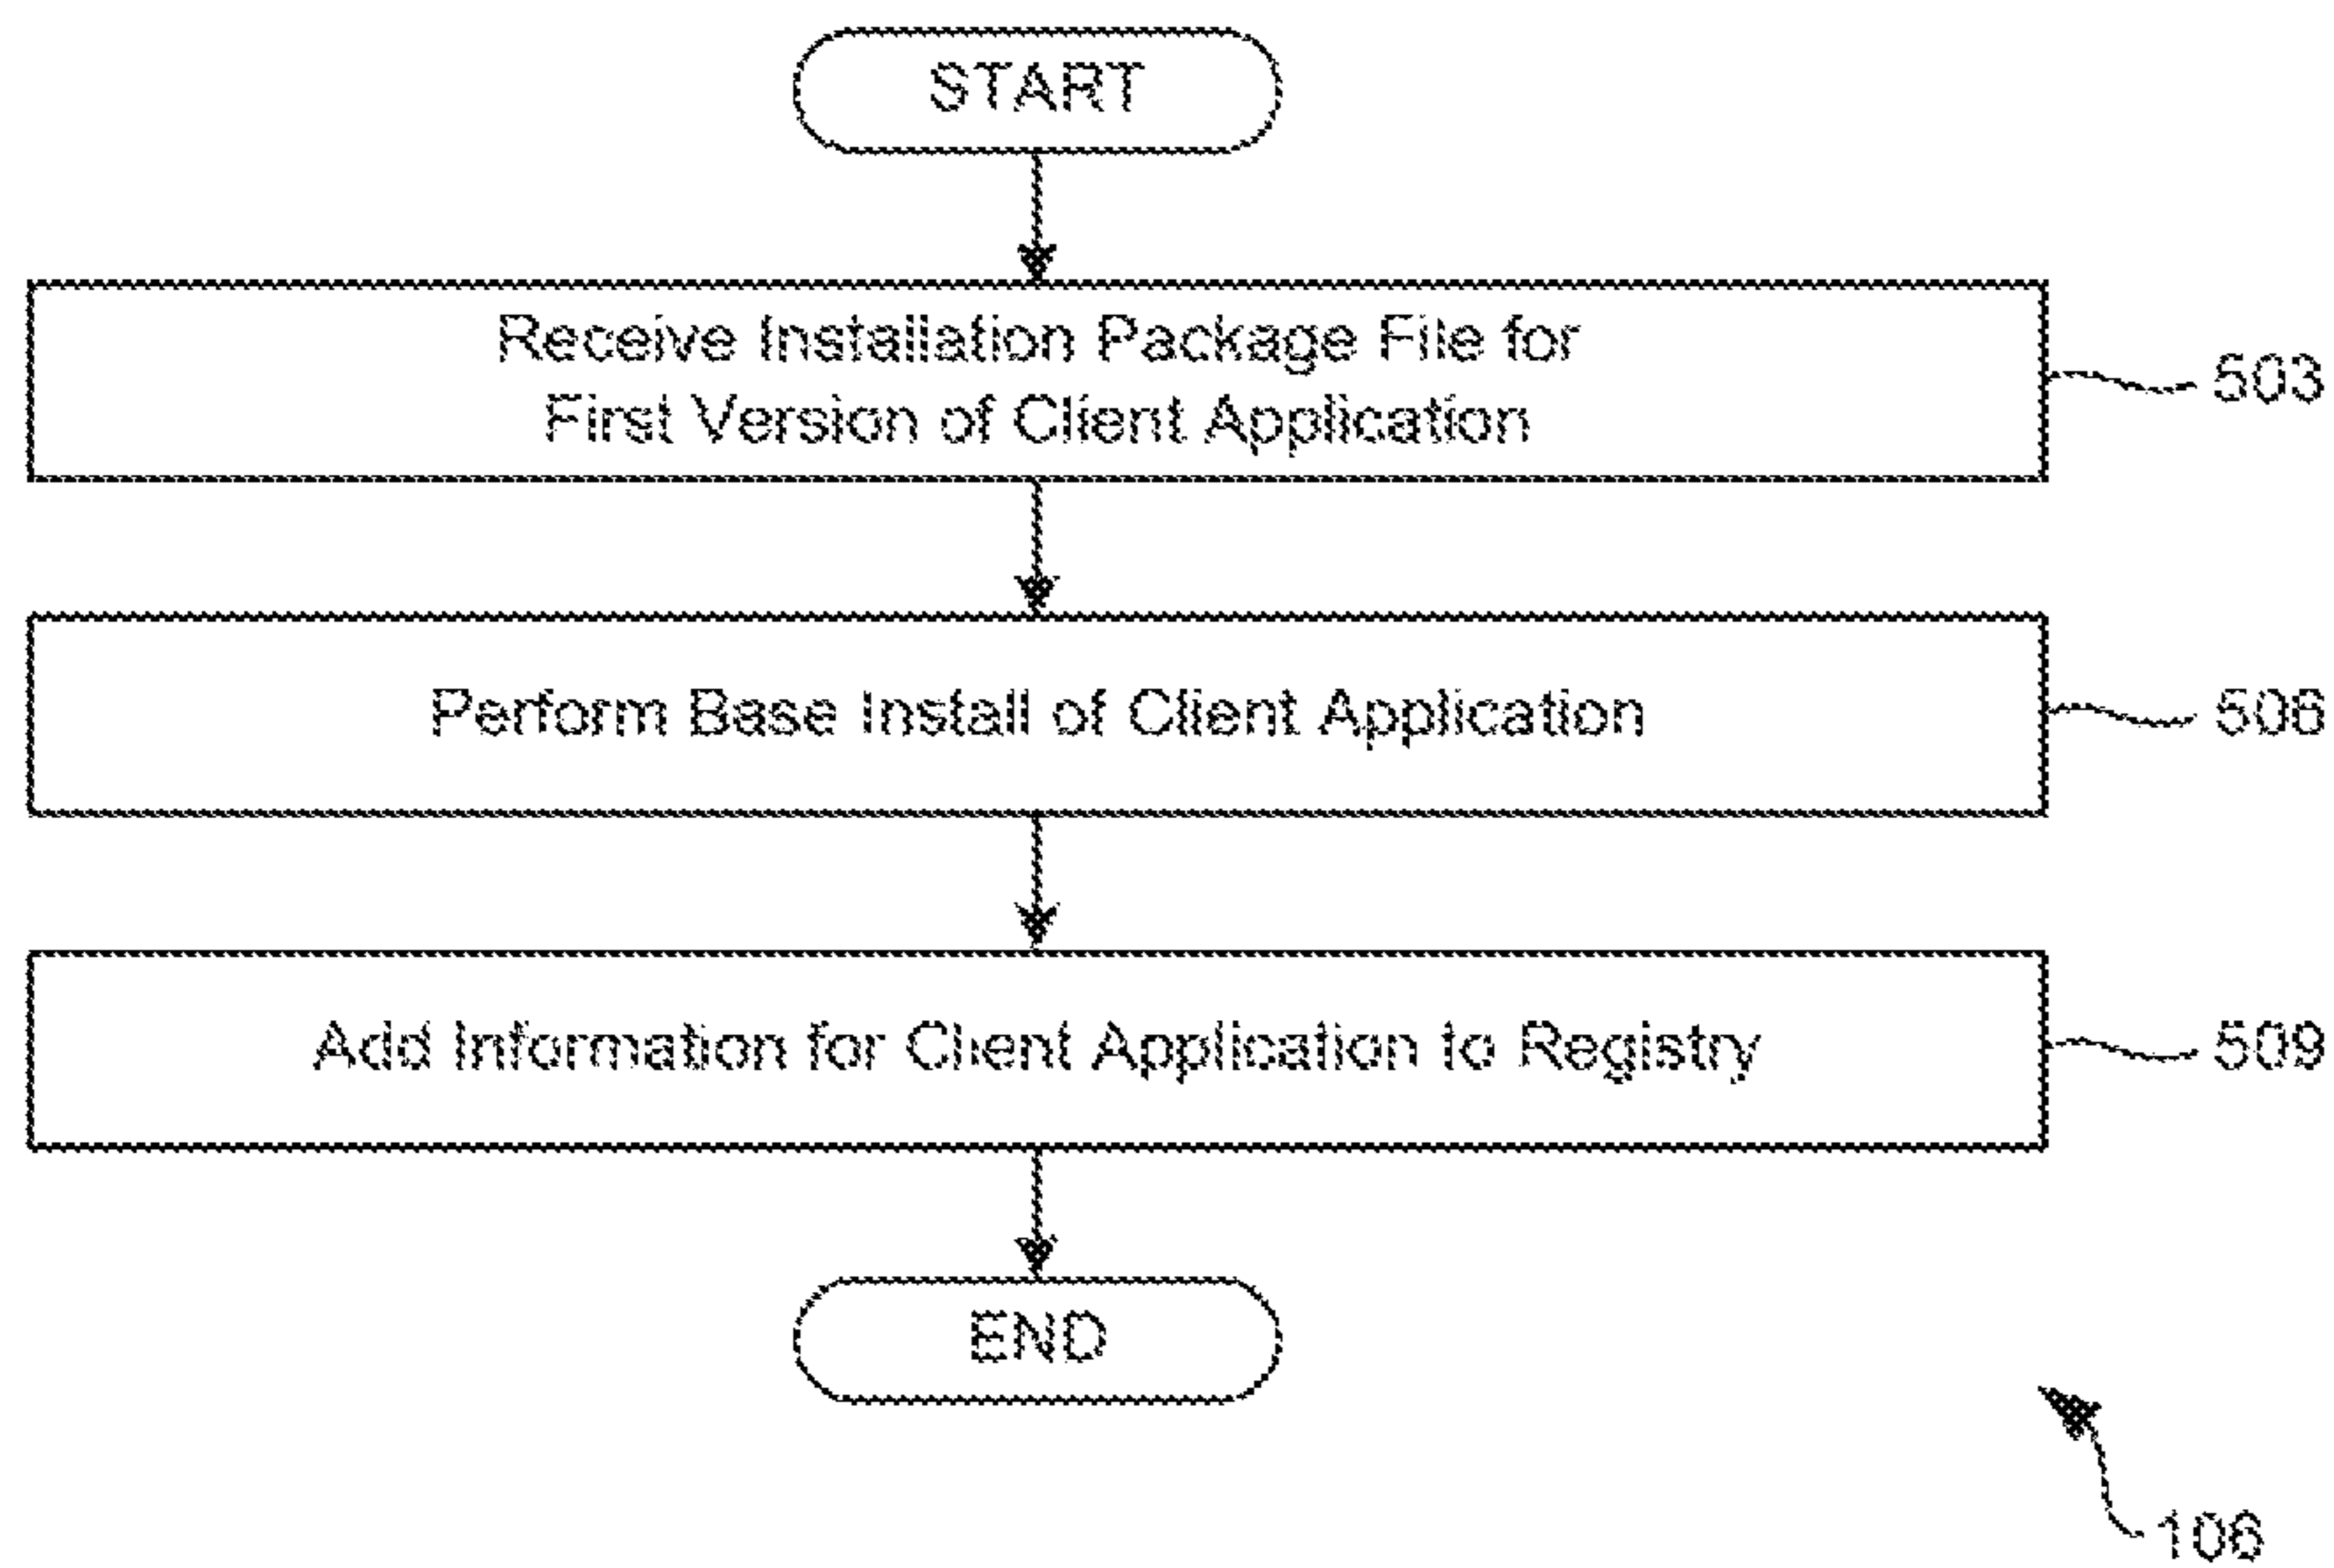 START
Receive Installation Package File for
First Version of Client Application
503
Perform Base Install of Client Application
506
Add Information for Client Application to Registry
509
END
106